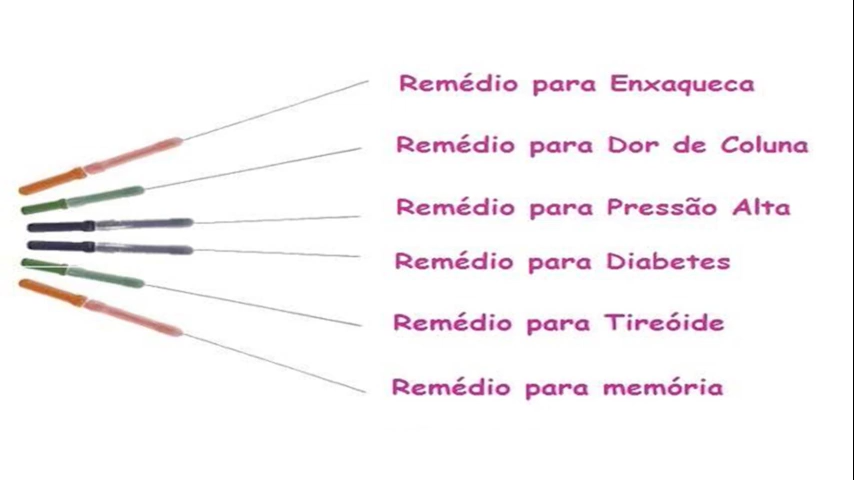 Remédio para Enxaqueca
Remédio para Dor de Coluna
Remédio para Pressão Alta
Remédio para Diabetes
Remédio para Tireóide
Remédio para memória